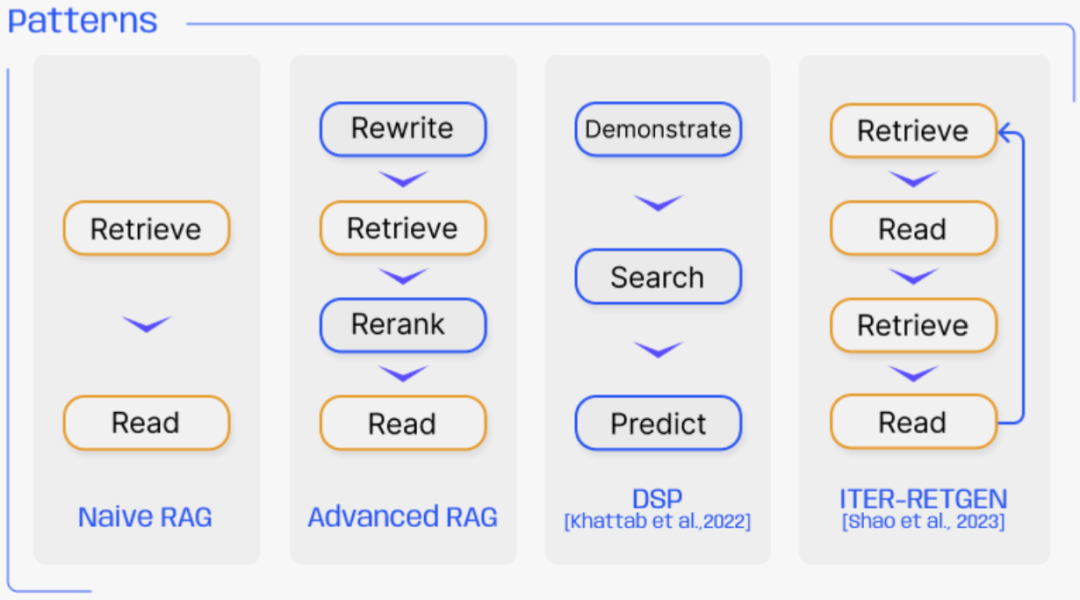 Patterns
Retrieve
Read
Naive RAG
Rewrite
Retrieve
Rerank
Read
Advanced RAG
Demonstrate
Search
Predict
DSP
[Khattab et al.,2022]
Retrieve
Read
Retrieve
Read
ITER-RETGEN
[Shao et al., 2023]